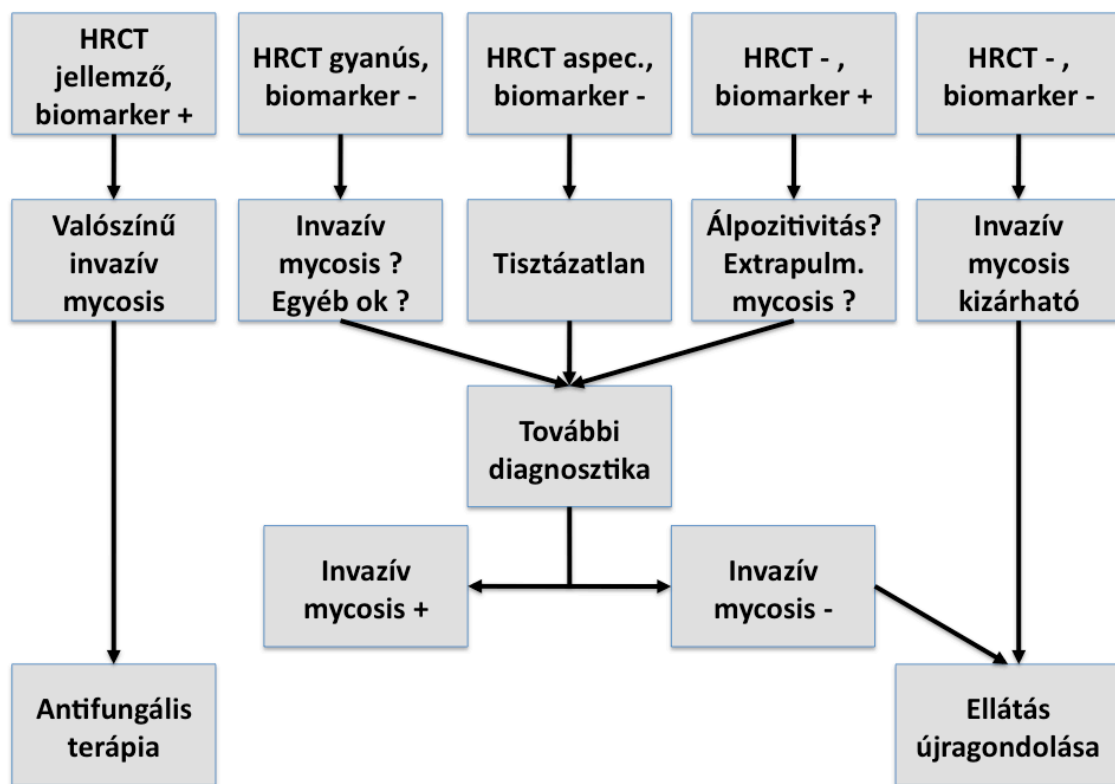 HRCT
jellemző,
biomarker +
HRCT gyanús,
biomarker -
HRCT aspec.,
biomarker -
HRCT - ,
biomarker +
HRCT - ,
biomarker -
Valószínű
invazív
mycosis
Invazív
mycosis ?
Egyéb ok ?
Tisztázatlan
Álpozitivitás?
Extrapulm.
mycosis ?
Invazív
mycosis
kizárható
További
diagnosztika
Invazív
mycosis +
Invazív
mycosis -
Antifungális
terápia
Ellátás
újragondolása